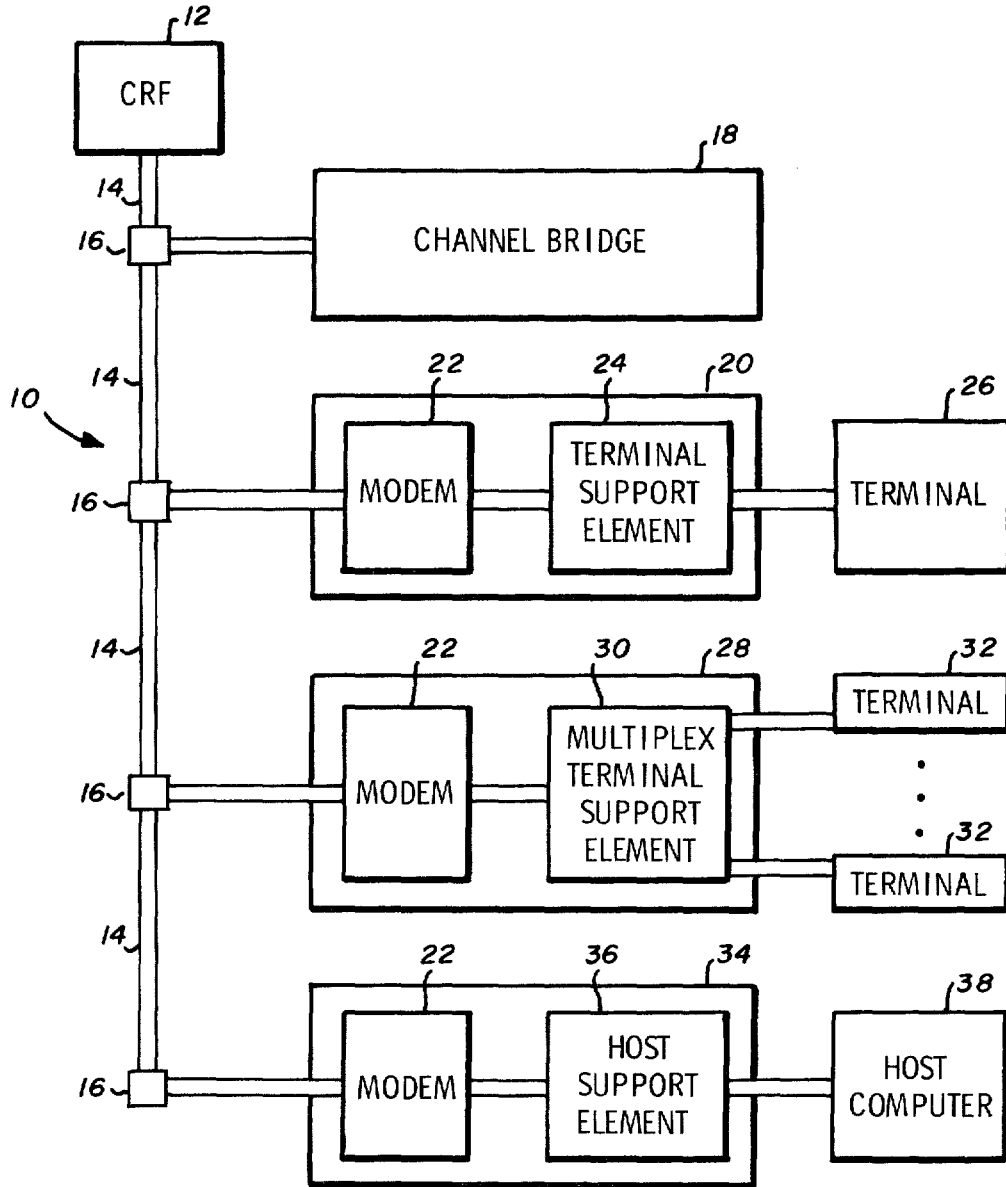 12
CRF
14
18
16
CHANNEL BRIDGE
14
10
22
24
20
26
16
MODEM
TERMINAL
SUPPORT
ELEMENT
TERMINAL
14
22
30
28
32
TERMINAL
16
MODEM
MULTIPLEX
TERMINAL
SUPPORT
ELEMENT
32
TERMINAL
14
22
36
34
38
16
MODEM
HOST
SUPPORT
ELEMENT
HOST
COMPUTER